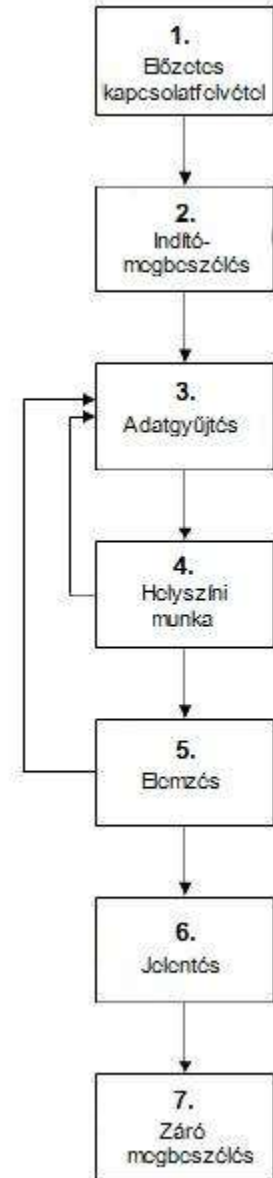 1.
Előzetes
kapcsolatfelvétel
2.
Indító-
megbeszélés
3.
Adatgyűjtés
4.
Helyszíni
munka
5.
Elemzés
6.
Jelentés
7.
Záró
megbeszélés